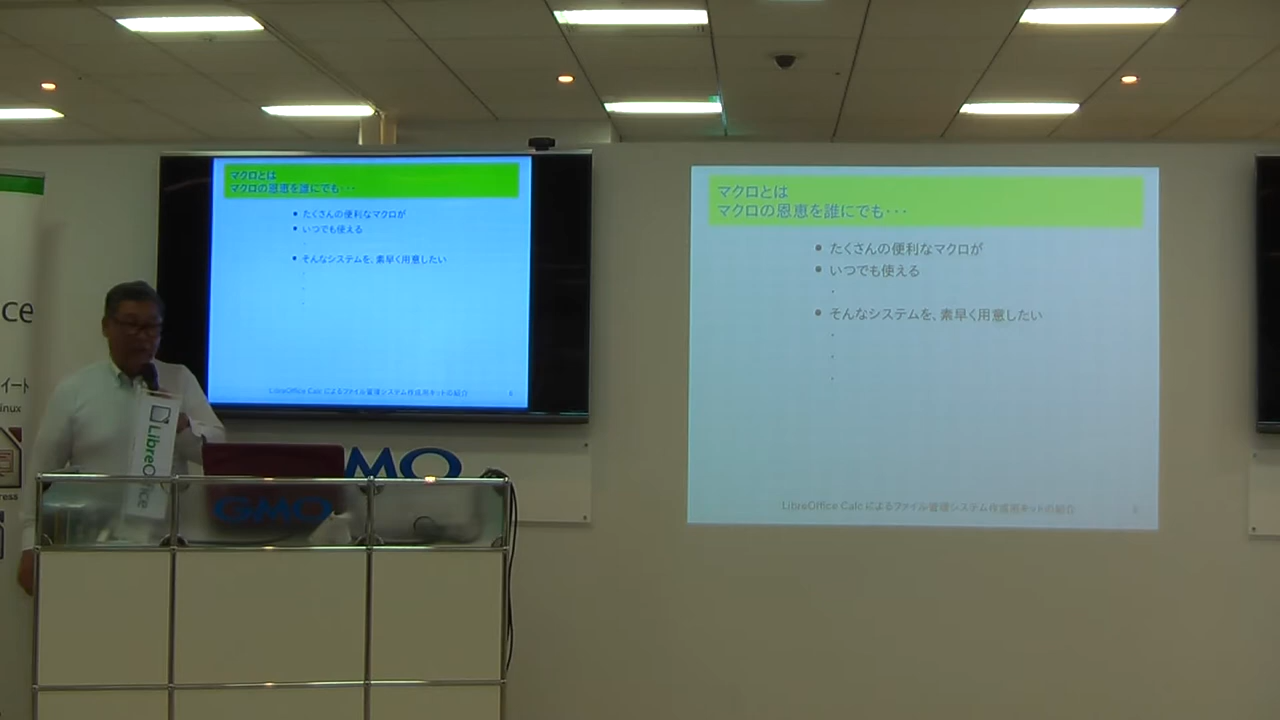 マクロとは
マクロの恩恵を誰にでも・・・
• たくさんの便利なマクロが
• いつでも使える
.
• そんなシステムを、素早く用意したい
.
.
.
LibreOffice Calc によるファイル管理システム作成用キットの紹介
マクロとは
マクロの恩恵を誰にでも・・・
• たくさんの便利なマクロが
• いつでも使える
.
• そんなシステムを、素早く用意したい
.
.
.
LibreOffice Calc によるファイル管理システム作成用キットの紹介
ce
イート
inux
ress
LibreOffice
MO
GMO